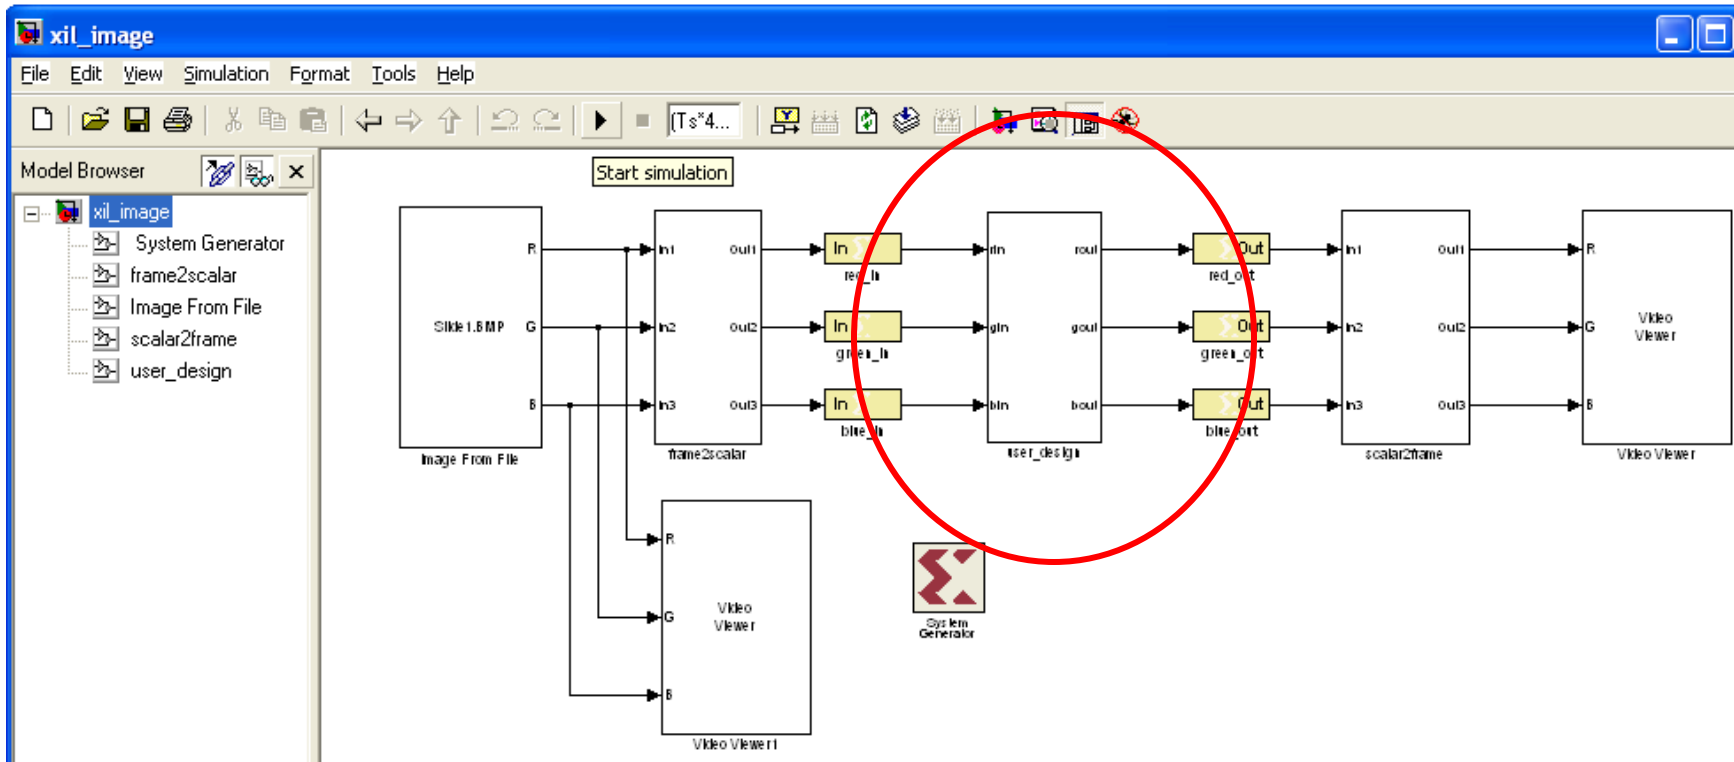 xil_image
File Edit View Simulation Format Tools Help
(Ts*4...
Model Browser
Start simulation
xil_image
System Generator
frame2scalar
Image From File
scalar2frame
user_design
R In1 Out1 In rin rout Out In1 Out1 R
red_in red_out
Slide1.BMP G In2 Out2 In gin gout Out In2 Out2 G
Video
Viewer
green_in green_out
B In3 Out3 In bin bout Out In3 Out3 B
blue_in blue_out
Image From File frame2scalar user_design scalar2frame Video Viewer
R
Video
Viewer
G
B
Video Viewer1
System
Generator